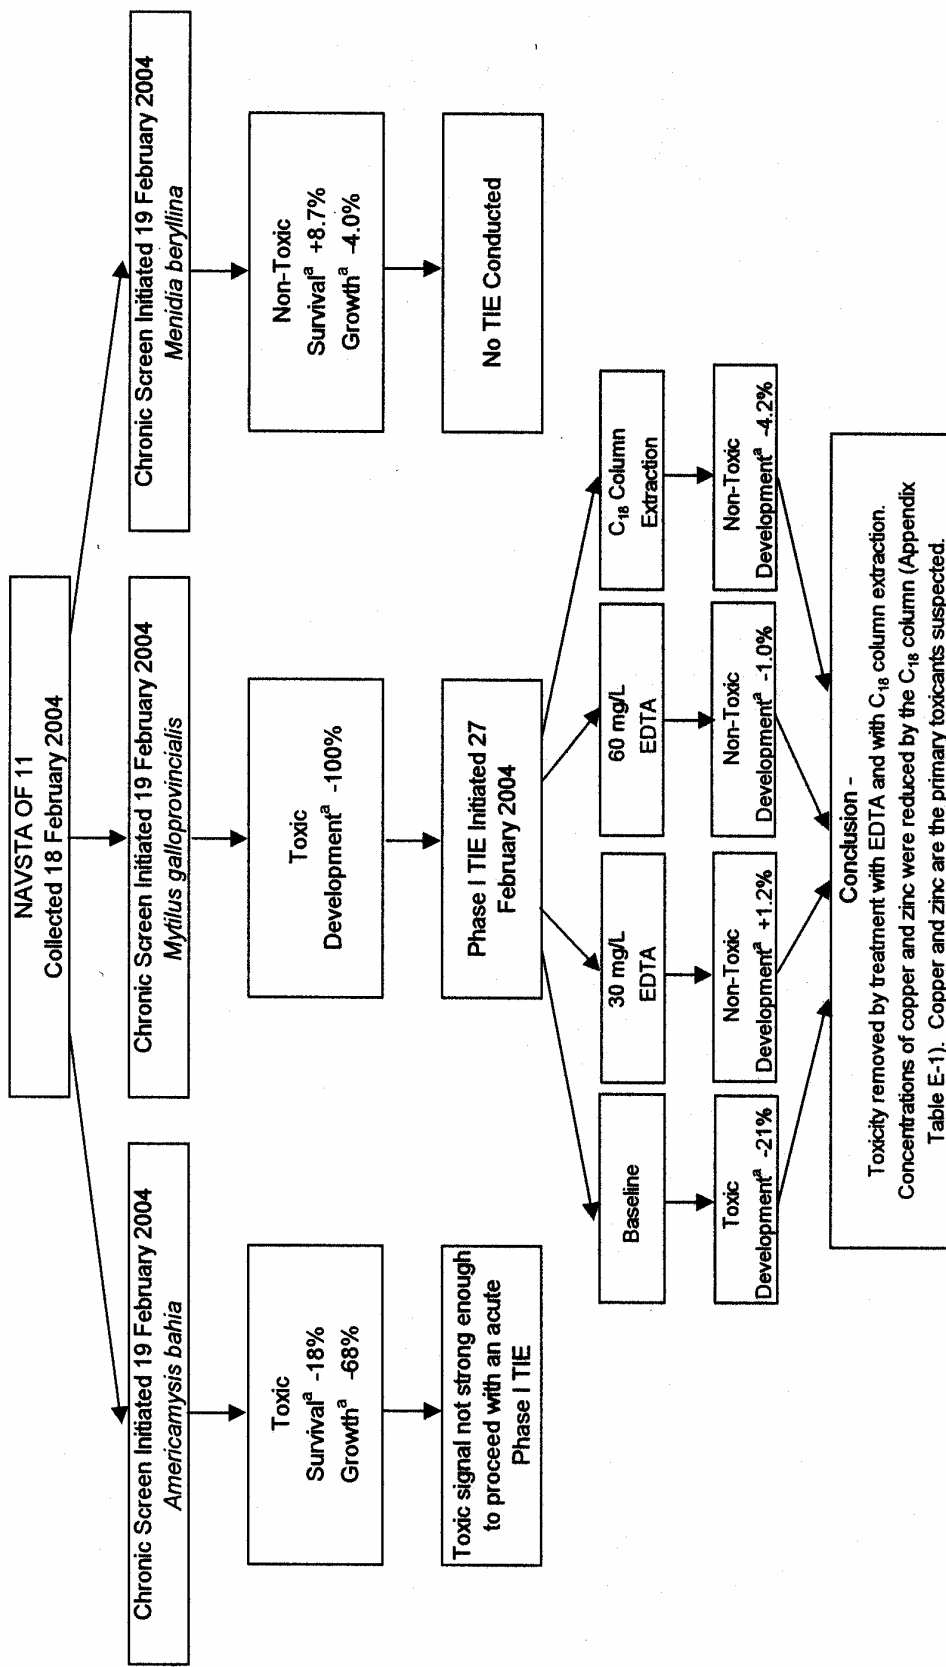 NAVSTA OF 11
Collected 18 February 2004
Chronic Screen Initiated 19 February 2004
Americamysis bahia
Chronic Screen Initiated 19 February 2004
Mytilus galloprovincialis
Chronic Screen Initiated 19 February 2004
Menidia beryllina
Toxic
Survivalᵃ -18%
Growthᵃ -68%
Toxic
Developmentᵃ -100%
Non-Toxic
Survivalᵃ +8.7%
Growthᵃ -4.0%
Toxic signal not strong enough
to proceed with an acute
Phase I TIE
Phase I TIE Initiated 27
February 2004
No TIE Conducted
Baseline
30 mg/L
EDTA
60 mg/L
EDTA
C₁₈ Column
Extraction
Toxic
Developmentᵃ -21%
Non-Toxic
Developmentᵃ +1.2%
Non-Toxic
Developmentᵃ -1.0%
Non-Toxic
Developmentᵃ -4.2%
Conclusion -
Toxicity removed by treatment with EDTA and with C₁₈ column extraction.
Concentrations of copper and zinc were reduced by the C₁₈ column (Appendix
Table E-1). Copper and zinc are the primary toxicants suspected.